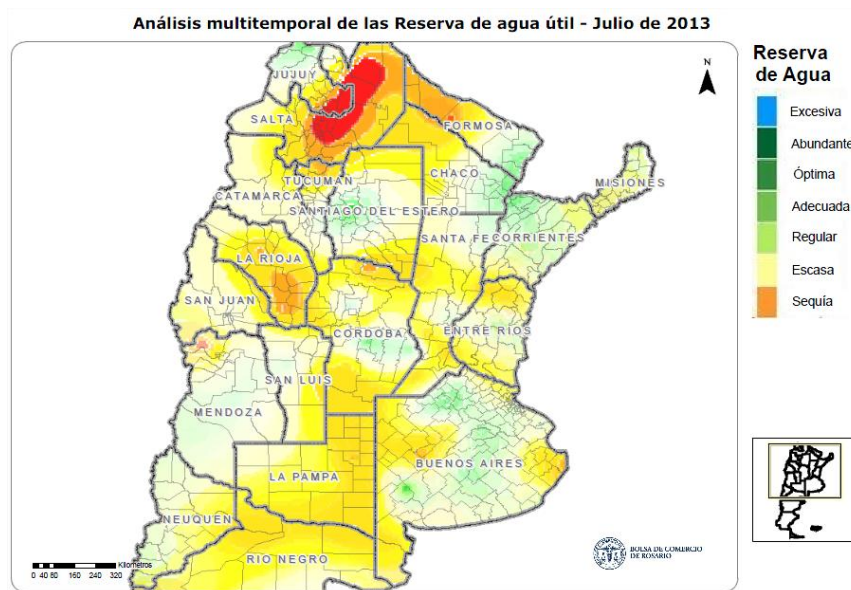 Análisis multitemporal de las Reserva de agua útil - Julio de 2013
Reserva
de Agua
Excesiva
Abundante
Óptima
Adecuada
Regular
Escasa
Sequía
N
JUJUY
SALTA
FORMOSA
CHACO
MISIONES
TUCUMAN
CATAMARCA
SANTIAGO DEL ESTERO
SANTA FE
CORRIENTES
LA RIOJA
SAN JUAN
CORDOBA
ENTRE RIOS
SAN LUIS
MENDOZA
BUENOS AIRES
LA PAMPA
NEUQUEN
RIO NEGRO
Kilometros
0 40 80 160 240 320
BOLSA DE COMERCIO
DE ROSARIO